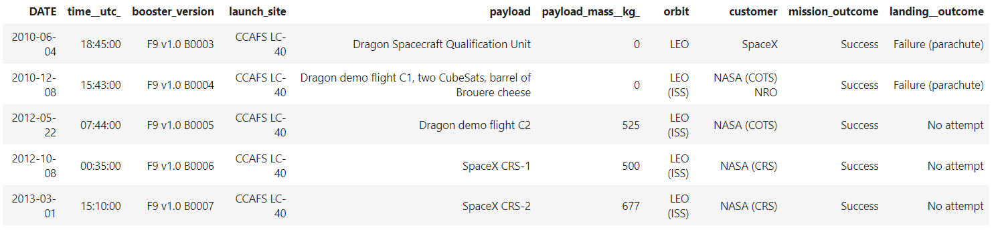 DATE time__utc_ booster_version launch_site payload payload_mass__kg_ orbit customer mission_outcome landing__outcome
2010-06-
04 18:45:00 F9 v1.0 B0003 CCAFS LC-
40 Dragon Spacecraft Qualification Unit 0 LEO SpaceX Success Failure (parachute)
2010-12-
08 15:43:00 F9 v1.0 B0004 CCAFS LC-
40 Dragon demo flight C1, two CubeSats, barrel of
Brouere cheese 0 LEO
(ISS) NASA (COTS)
NRO Success Failure (parachute)
2012-05-
22 07:44:00 F9 v1.0 B0005 CCAFS LC-
40 Dragon demo flight C2 525 LEO
(ISS) NASA (COTS) Success No attempt
2012-10-
08 00:35:00 F9 v1.0 B0006 CCAFS LC-
40 SpaceX CRS-1 500 LEO
(ISS) NASA (CRS) Success No attempt
2013-03-
01 15:10:00 F9 v1.0 B0007 CCAFS LC-
40 SpaceX CRS-2 677 LEO
(ISS) NASA (CRS) Success No attempt